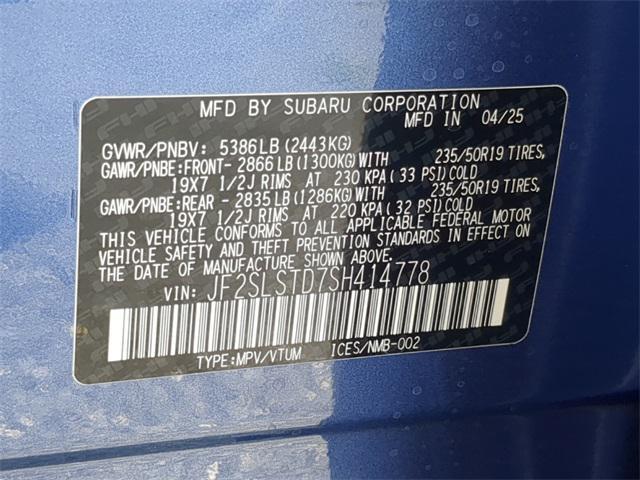 MFD BY SUBARU CORPORATION
MFD IN 04/25
GVWR/PNBV: 5386LB(2443KG)
GAWR/PNBE:FRONT- 2866LB(1300KG)WITH 235/50R19 TIRES,
19X7 1/2J RIMS AT 230 KPA(33 PSI)COLD
GAWR/PNBE:REAR - 2835LB(1286KG)WITH 235/50R19 TIRES,
19X7 1/2J RIMS AT 220 KPA(32 PSI)COLD
THIS VEHICLE CONFORMS TO ALL APPLICABLE FEDERAL MOTOR
VEHICLE SAFETY AND THEFT PREVENTION STANDARDS IN EFFECT ON
THE DATE OF MANUFACTURE SHOWN ABOVE.
VIN: JF2SLSTD7SH414778
TYPE:MPV/VTUM ICES/NMB-002